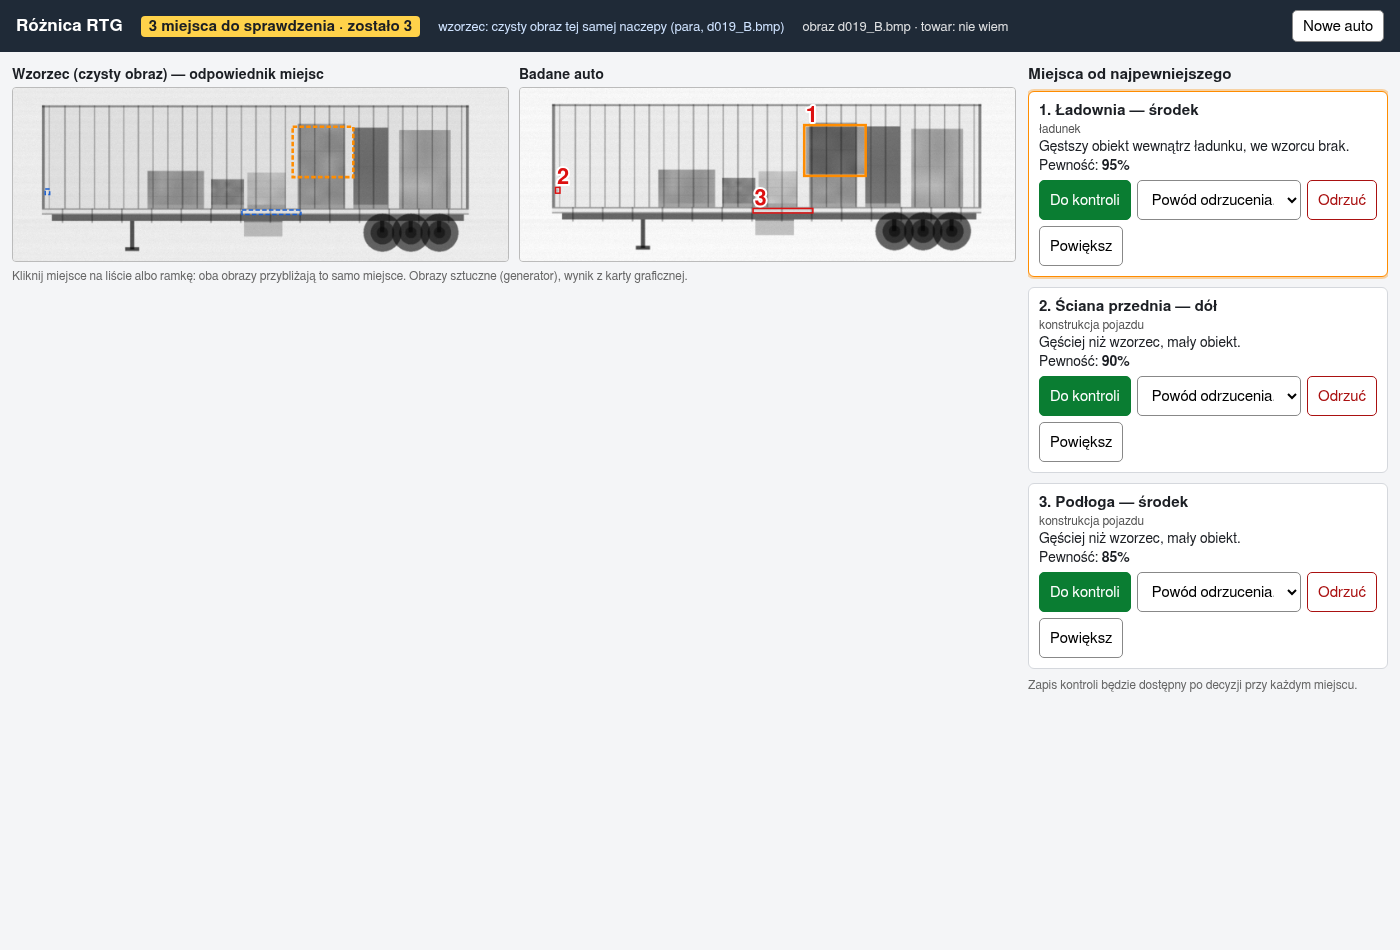 Różnica RTG
3 miejsca do sprawdzenia · zostało 3
wzorzec: czysty obraz tej samej naczepy (para, d019_B.bmp)
obraz d019_B.bmp · towar: nie wiem
Nowe auto
Wzorzec (czysty obraz) — odpowiednik miejsc
Badane auto
1
2
3
Kliknij miejsce na liście albo ramkę: oba obrazy przybliżają to samo miejsce. Obrazy sztuczne (generator), wynik z karty graficznej.
Miejsca od najpewniejszego
1. Ładownia — środek
ładunek
Gęstszy obiekt wewnątrz ładunku, we wzorcu brak.
Pewność: 95%
Do kontroli
Powód odrzucenia
Odrzuć
Powiększ
2. Ściana przednia — dół
konstrukcja pojazdu
Gęściej niż wzorzec, mały obiekt.
Pewność: 90%
Do kontroli
Powód odrzucenia
Odrzuć
Powiększ
3. Podłoga — środek
konstrukcja pojazdu
Gęściej niż wzorzec, mały obiekt.
Pewność: 85%
Do kontroli
Powód odrzucenia
Odrzuć
Powiększ
Zapis kontroli będzie dostępny po decyzji przy każdym miejscu.